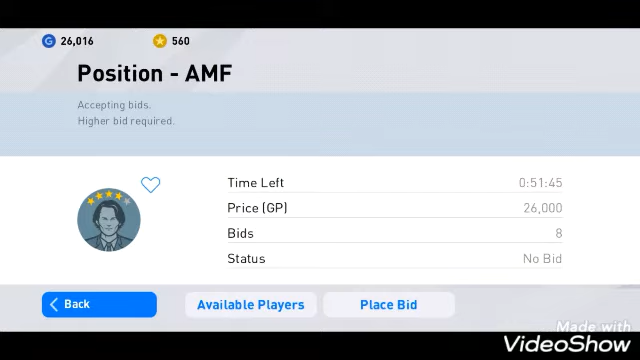 26,016 560
Position - AMF
Accepting bids.
Higher bid required.
Time Left 0:51:45
Price (GP) 26,000
Bids 8
Status No Bid
Back Available Players Place Bid
Made with
VideoShow